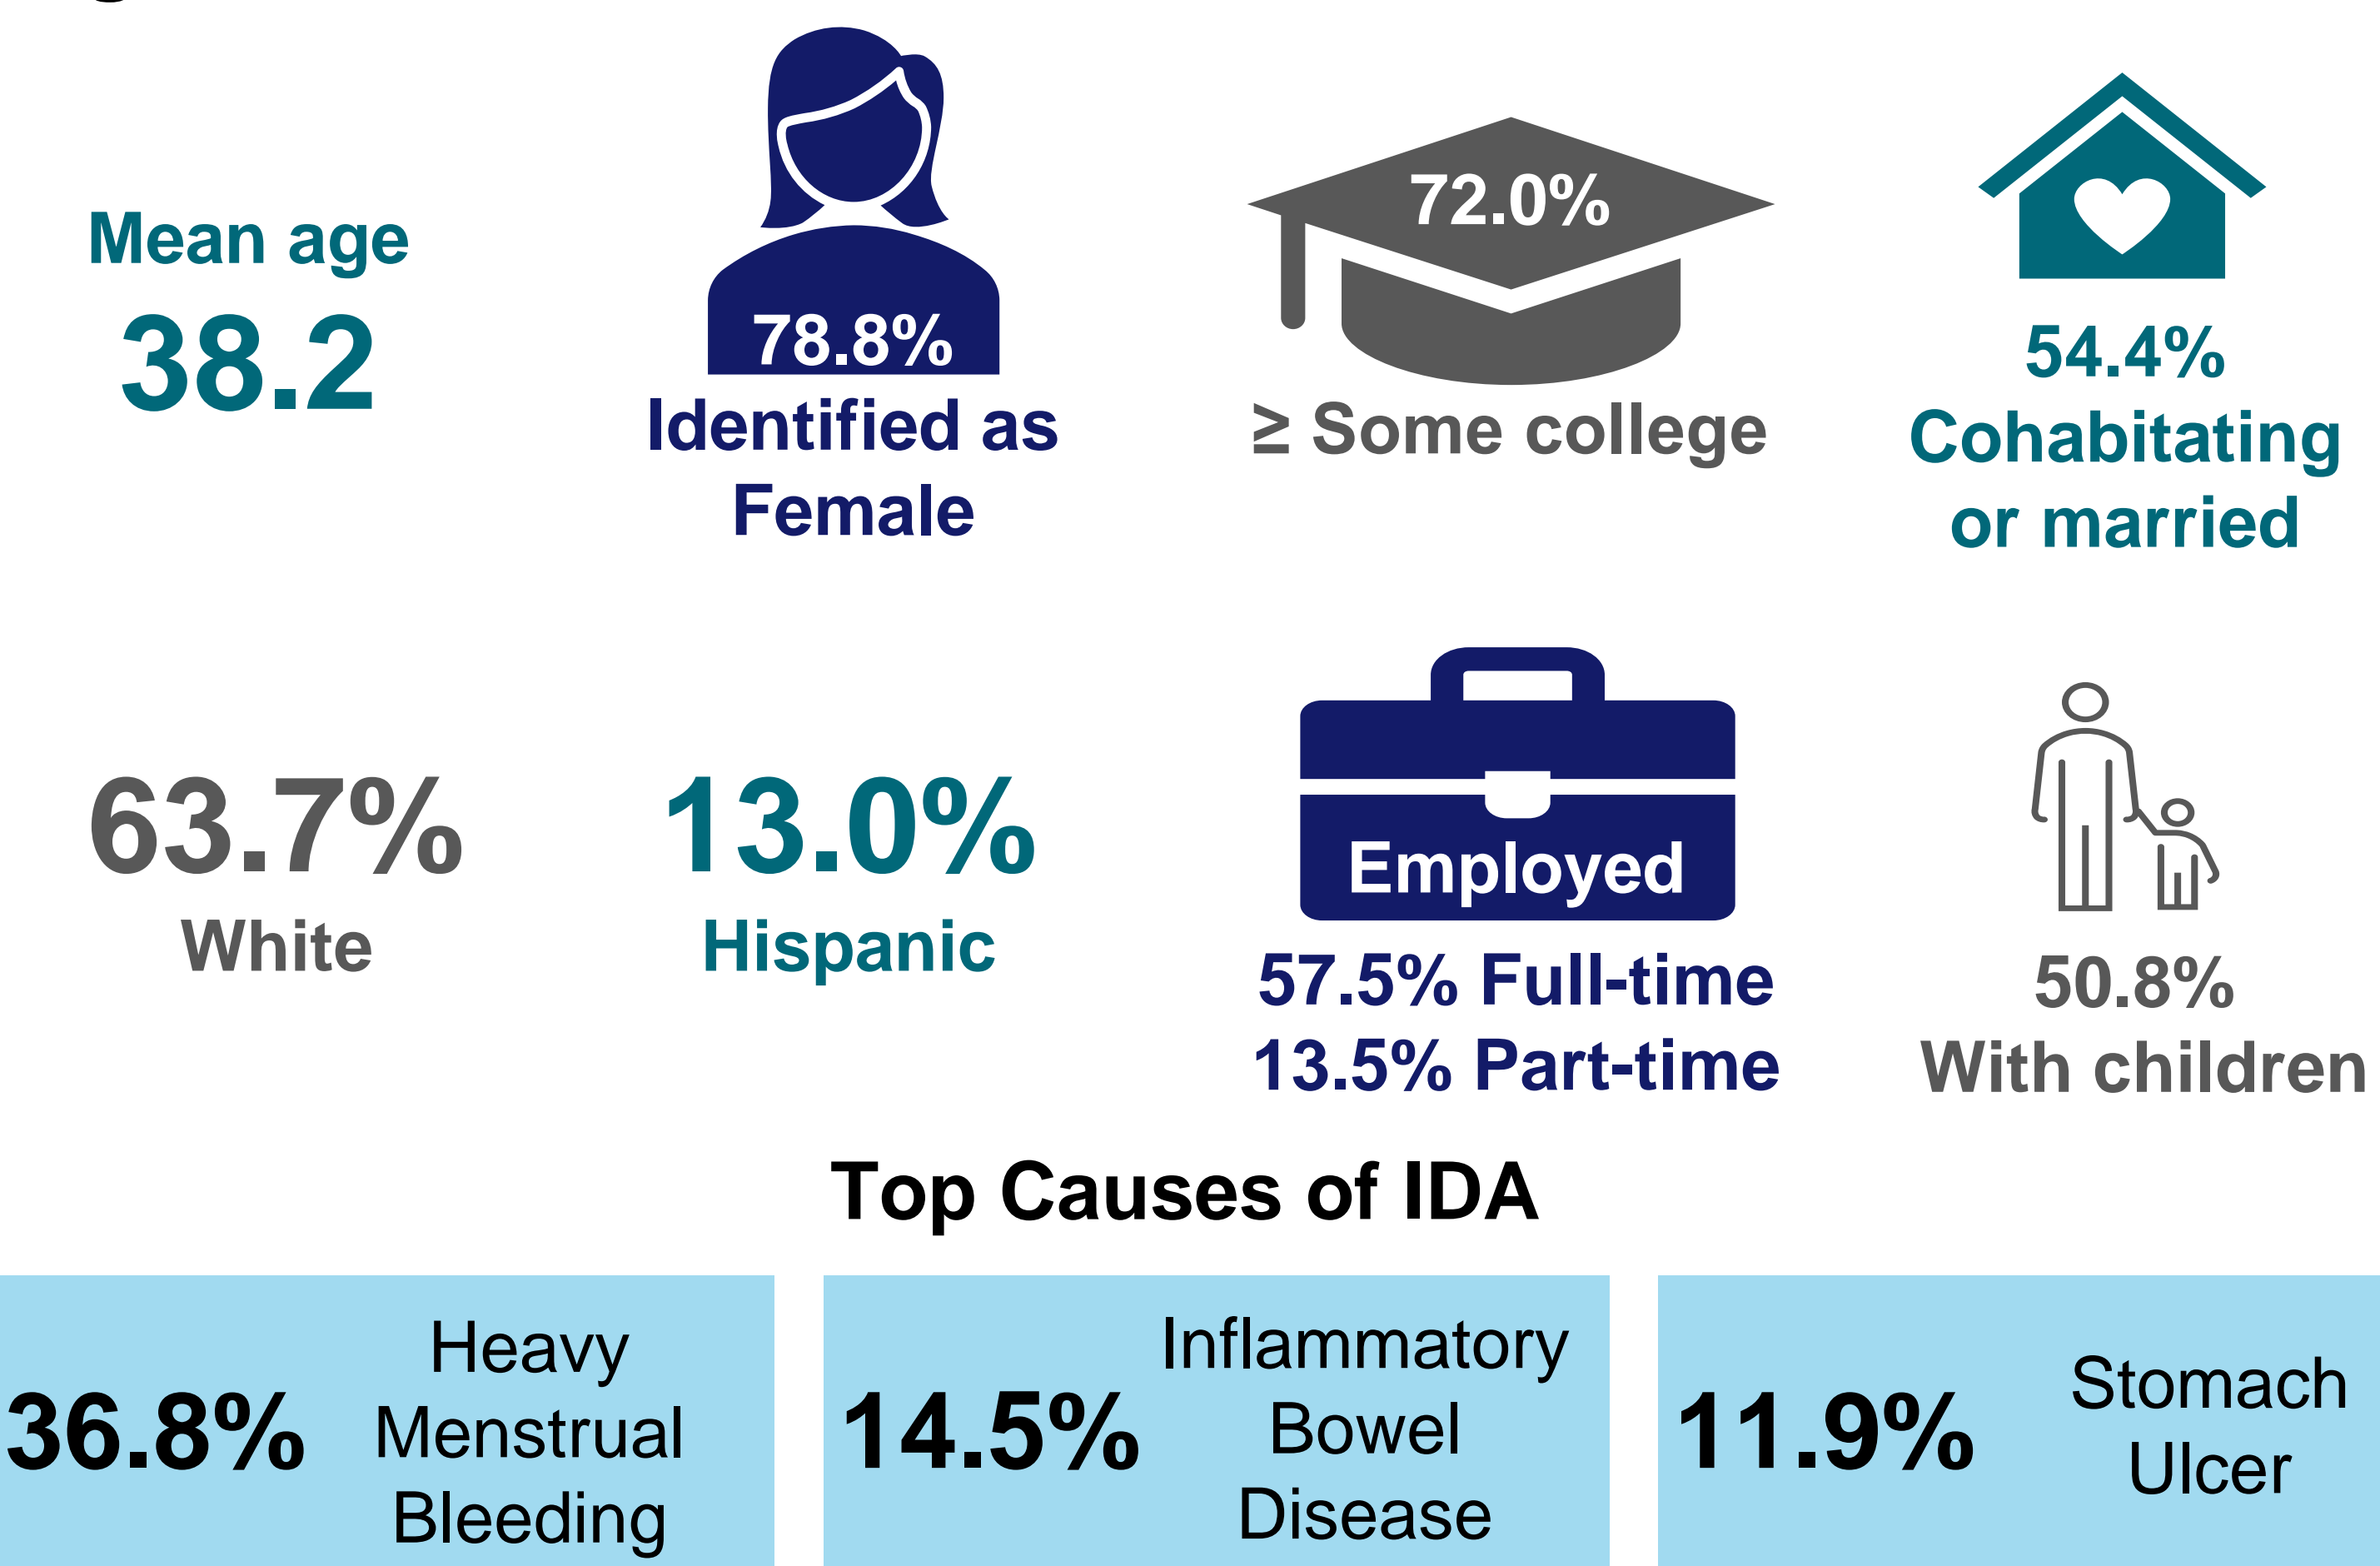 Mean age
38.2
78.8%
Identified as
Female
72.0%
≥ Some college
54.4%
Cohabitating
or married
63.7%
White
13.0%
Hispanic
Employed
57.5% Full-time
13.5% Part-time
50.8%
With children
Top Causes of IDA
36.8%
Heavy
Menstrual
Bleeding
14.5%
Inflammatory
Bowel
Disease
11.9%
Stomach
Ulcer